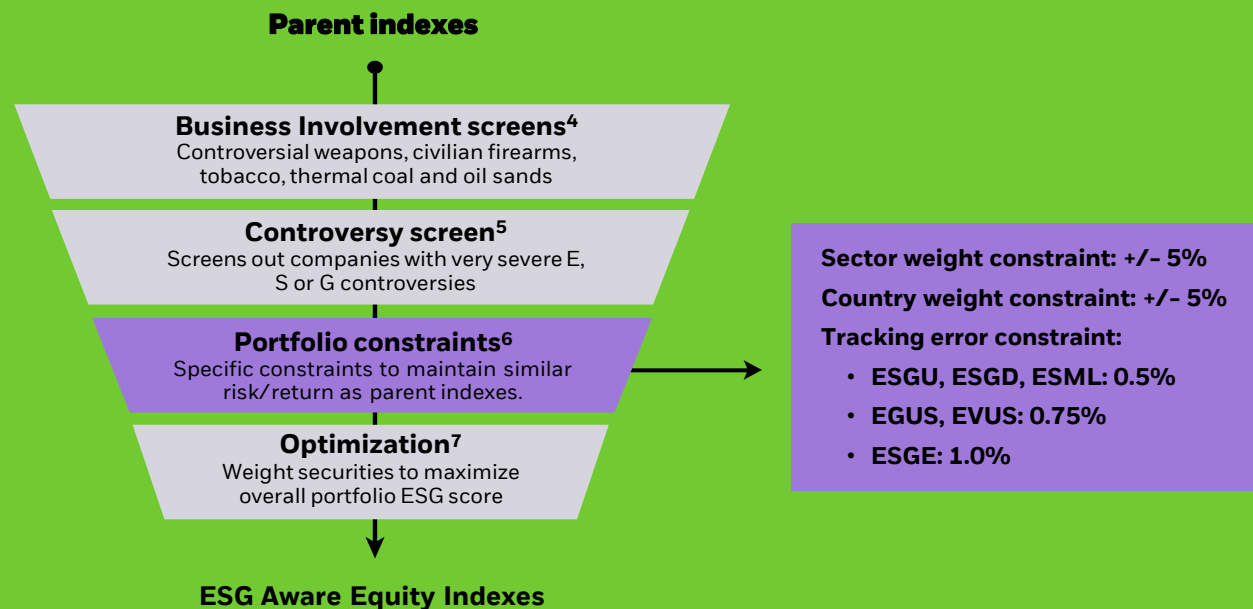 Parent indexes
Business Involvement screens⁴
Controversial weapons, civilian firearms,
tobacco, thermal coal and oil sands
Controversy screen⁵
Screens out companies with very severe E,
S or G controversies
Portfolio constraints⁶
Specific constraints to maintain similar
risk/return as parent indexes.
Optimization⁷
Weight securities to maximize
overall portfolio ESG score
ESG Aware Equity Indexes
Sector weight constraint: +/- 5%
Country weight constraint: +/- 5%
Tracking error constraint:
• ESGU, ESGD, ESML: 0.5%
• EGUS, EVUS: 0.75%
• ESGE: 1.0%